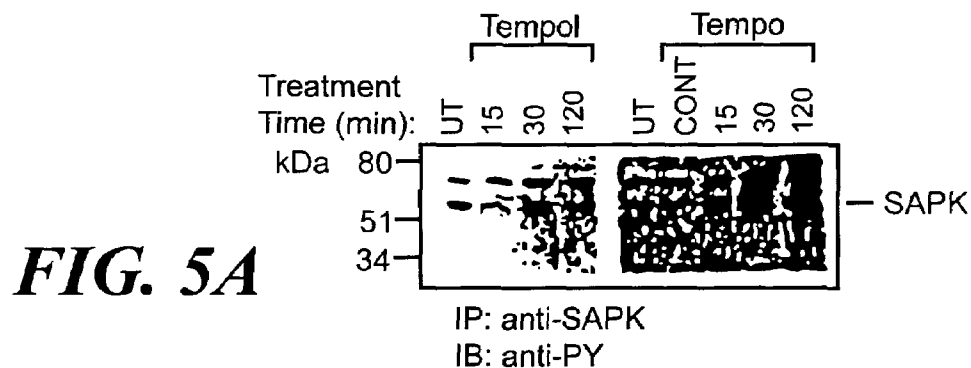 Tempol Tempo
Treatment
Time (min): UT 15 30 120 UT CONT 15 30 120
kDa 80
SAPK
51
34
FIG. 5A
IP: anti-SAPK
IB: anti-PY